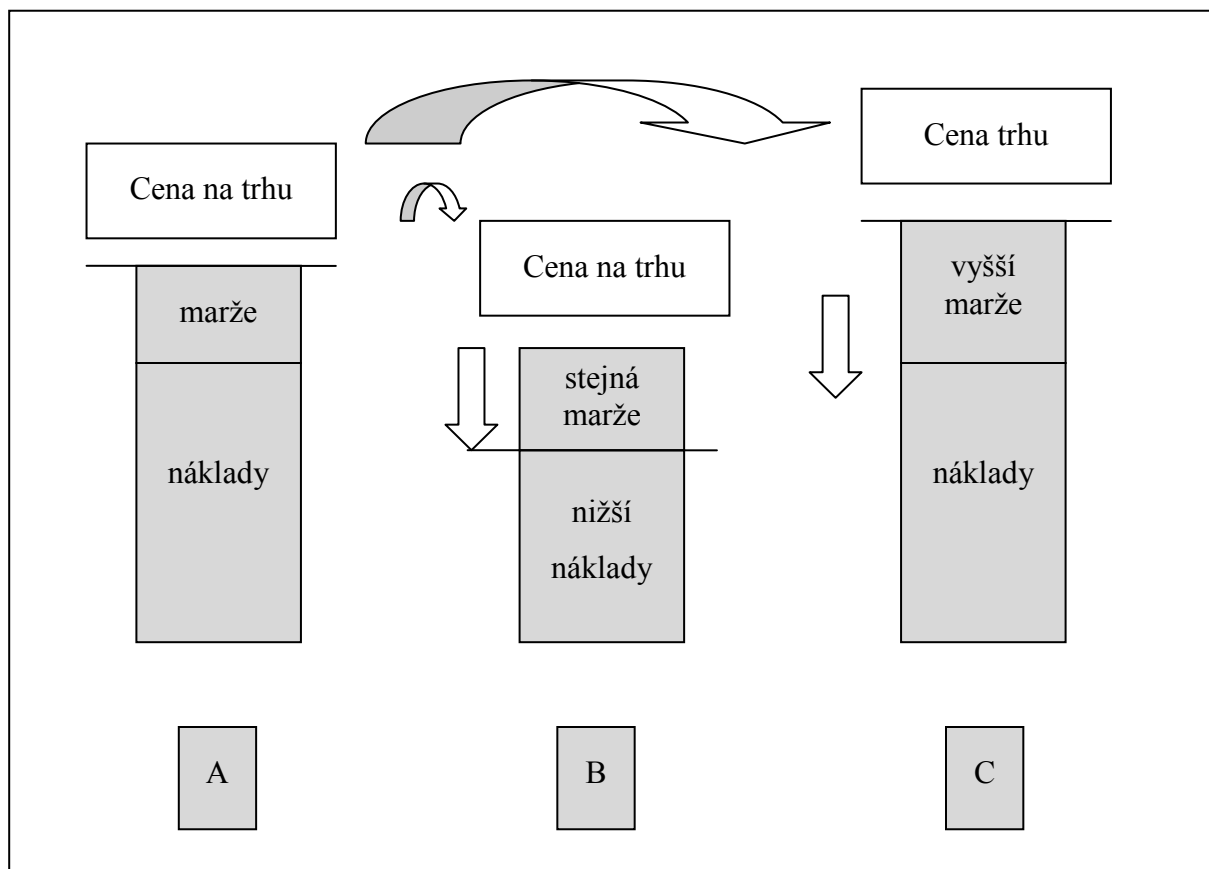 Cena na trhu
marže
náklady
A
Cena na trhu
stejná
marže
nižší
náklady
B
Cena trhu
vyšší
marže
náklady
C